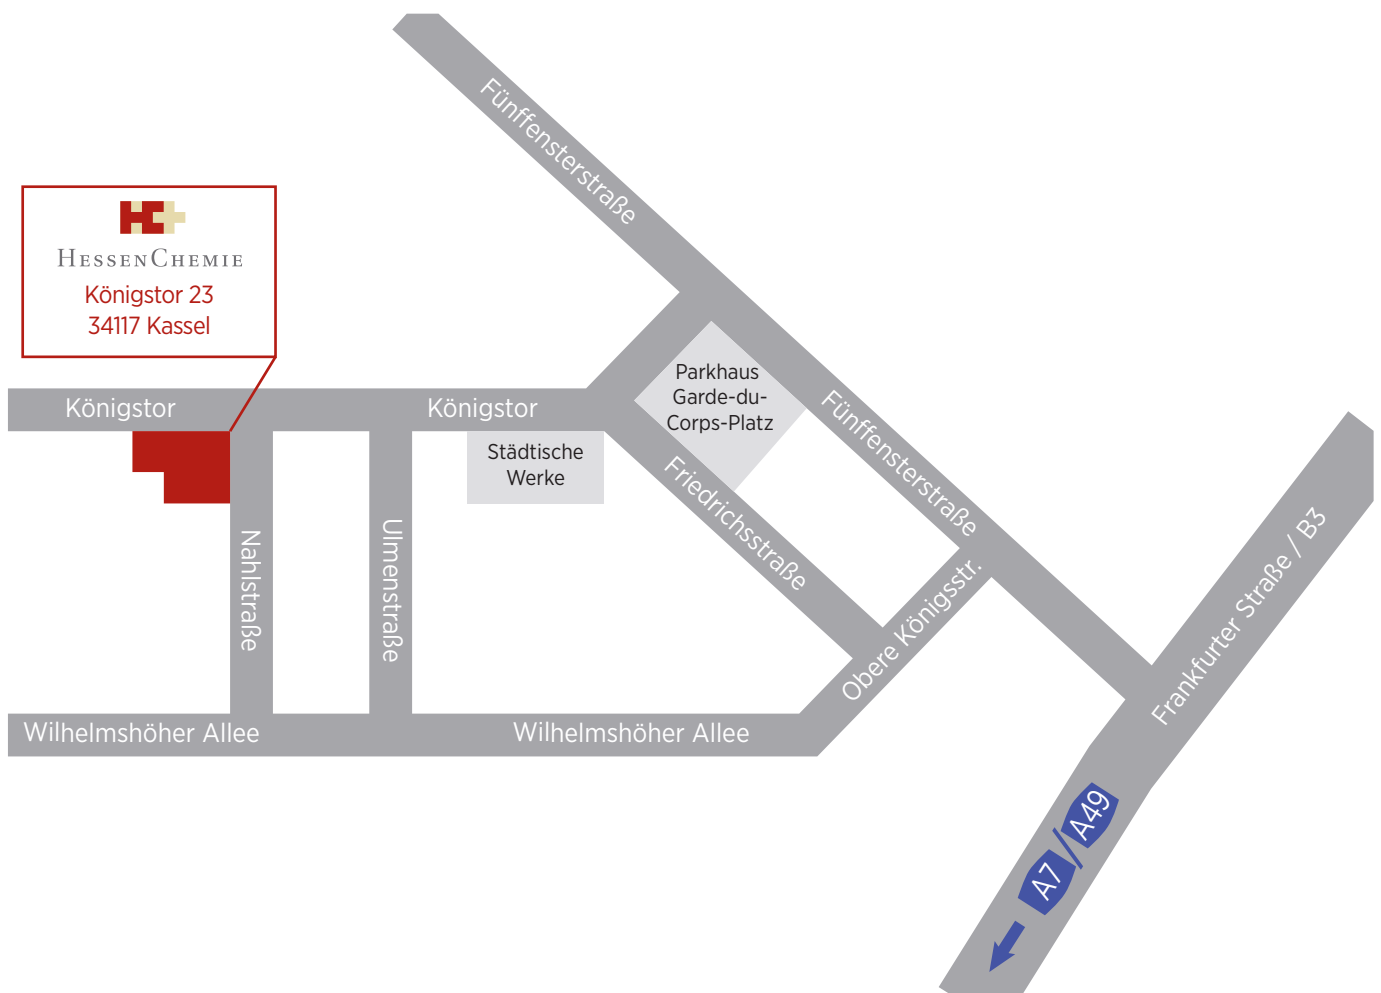 Fünffensterstraße
HESSENCHEMIE
Königstor 23
34117 Kassel
Königstor
Königstor
Parkhaus
Garde-du-
Corps-Platz
Fünffensterstraße
Städtische
Werke
Friedrichsstraße
Nahlstraße
Ulmenstraße
Obere Königsstr.
Frankfurter Straße / B3
Wilhelmshöher Allee
Wilhelmshöher Allee
A7/A49